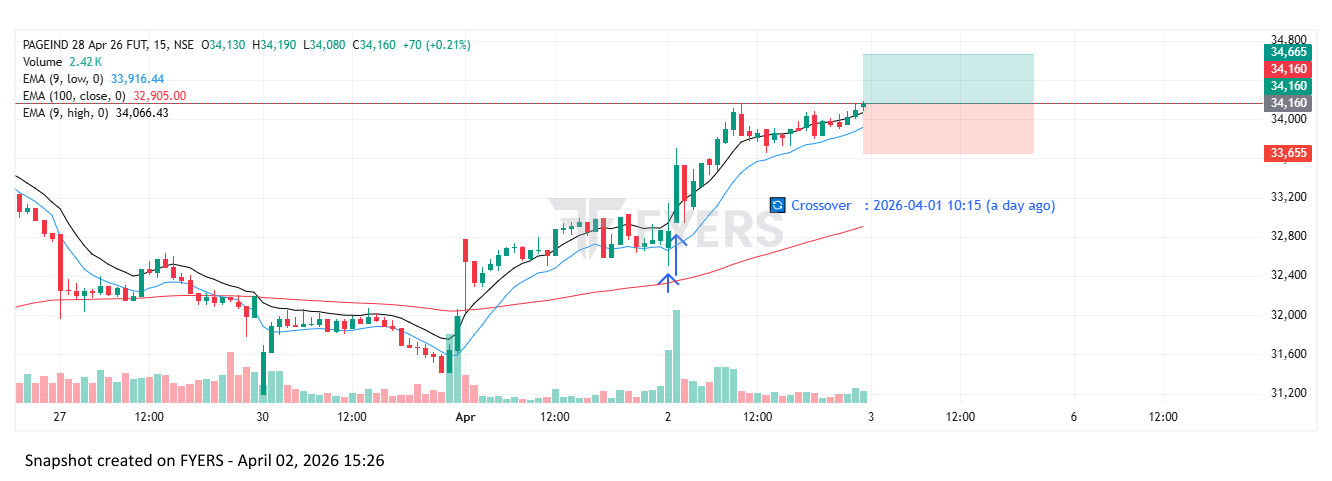 PAGEIND 28 Apr 26 FUT, 15, NSE O34,130 H34,190 L34,080 C34,160 +70 (+0.21%)
Volume 2.42 K
EMA (9, low, 0) 33,916.44
EMA (100, close, 0) 32,905.00
EMA (9, high, 0) 34,066.43
34,800
34,665
34,160
34,160
34,160
34,000
33,655
33,200
32,800
32,400
32,000
31,600
31,200
Crossover : 2026-04-01 10:15 (a day ago)
FYERS
27 12:00 30 12:00 Apr 12:00 2 12:00 3 12:00 6 12:00
Snapshot created on FYERS - April 02, 2026 15:26